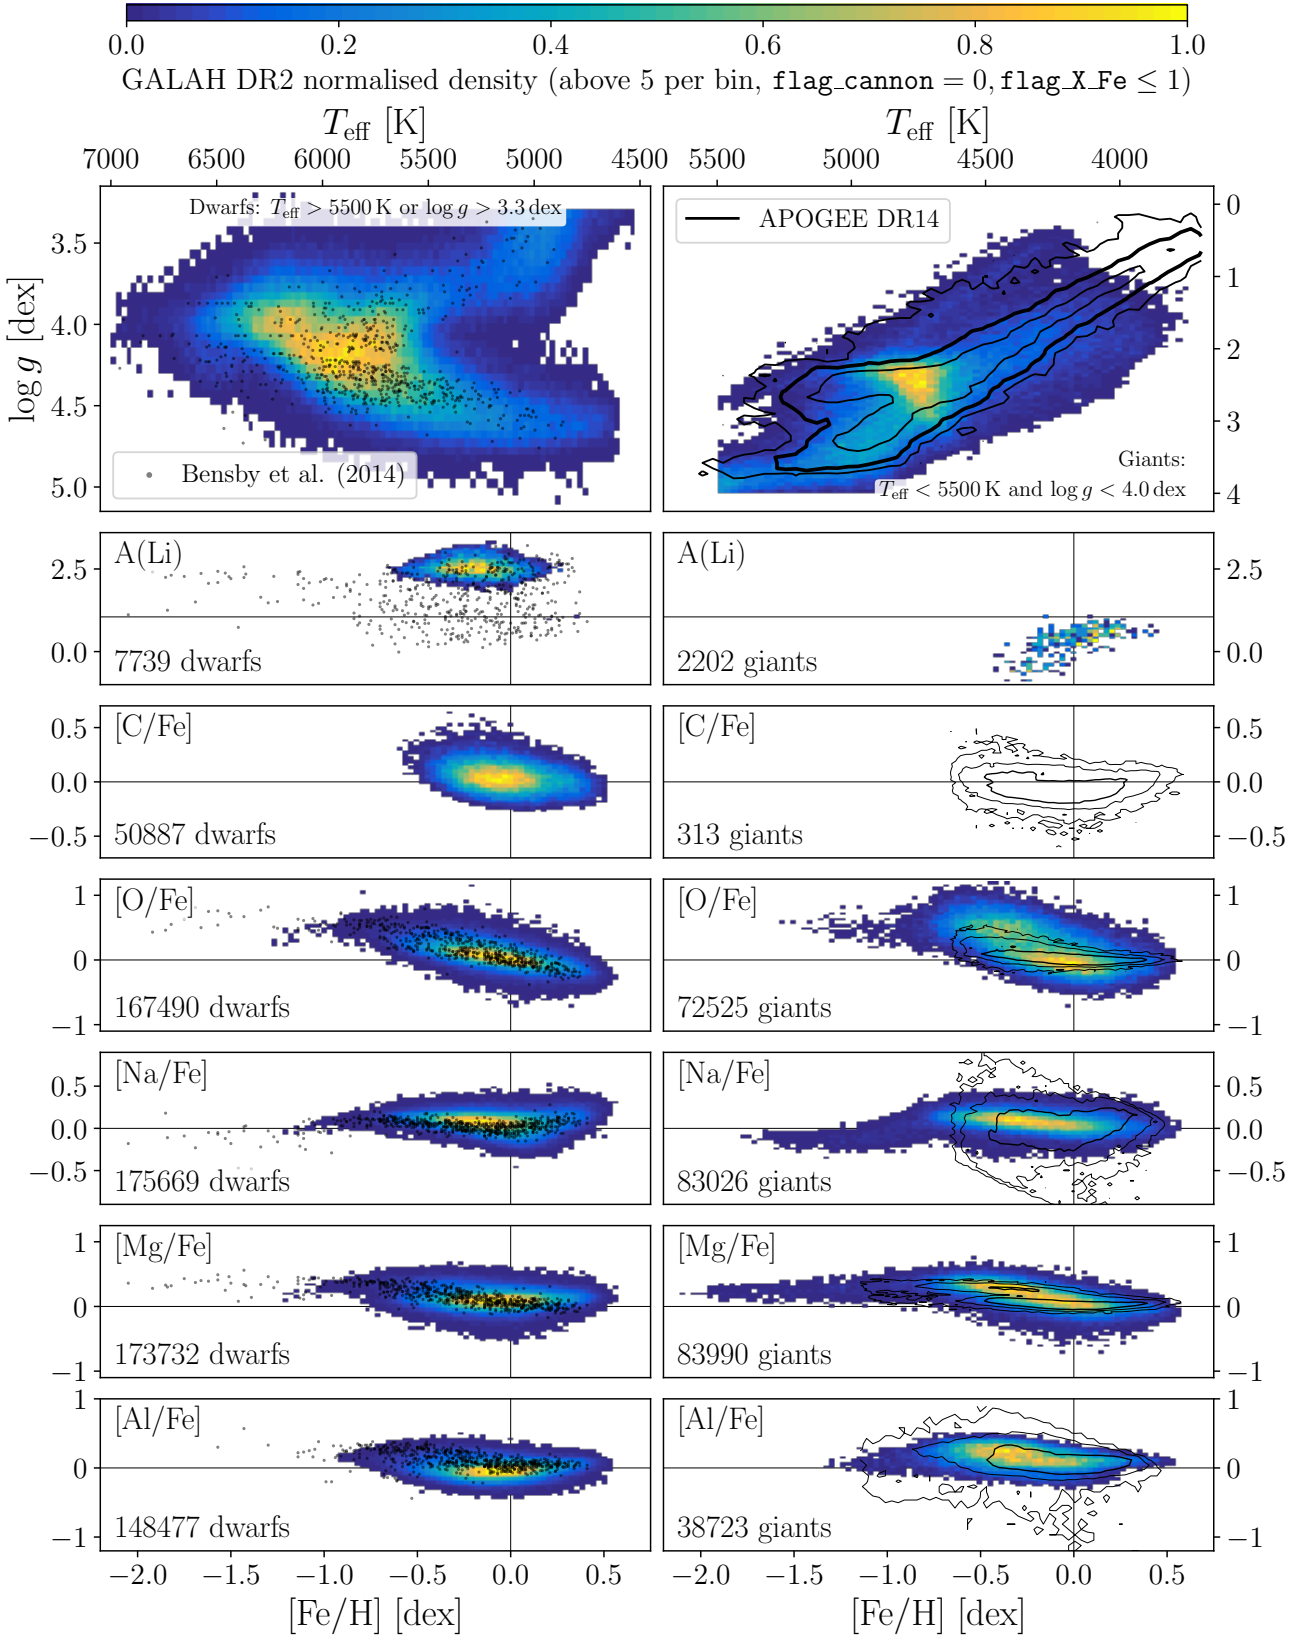 0.0 0.2 0.4 0.6 0.8 1.0
GALAH DR2 normalised density (above 5 per bin, flag_cannon = 0, flag_X_Fe ≤ 1)
T_eff [K]
7000 6500 6000 5500 5000 4500
log g [dex]
3.5
4.0
4.5
5.0
Dwarfs: T_eff > 5500 K or log g > 3.3 dex
Bensby et al. (2014)
T_eff [K]
5500 5000 4500 4000
0
1
2
3
4
APOGEE DR14
Giants:
T_eff < 5500 K and log g < 4.0 dex
A(Li)
2.5
0.0
7739 dwarfs
A(Li)
2.5
0.0
2202 giants
[C/Fe]
0.5
0.0
−0.5
50887 dwarfs
[C/Fe]
0.5
0.0
−0.5
313 giants
[O/Fe]
1
0
−1
167490 dwarfs
[O/Fe]
1
0
−1
72525 giants
[Na/Fe]
0.5
0.0
−0.5
175669 dwarfs
[Na/Fe]
0.5
0.0
−0.5
83026 giants
[Mg/Fe]
1
0
−1
173732 dwarfs
[Mg/Fe]
1
0
−1
83990 giants
[Al/Fe]
1
0
−1
148477 dwarfs
[Al/Fe]
1
0
−1
38723 giants
−2.0 −1.5 −1.0 −0.5 0.0 0.5
[Fe/H] [dex]
−2.0 −1.5 −1.0 −0.5 0.0 0.5
[Fe/H] [dex]